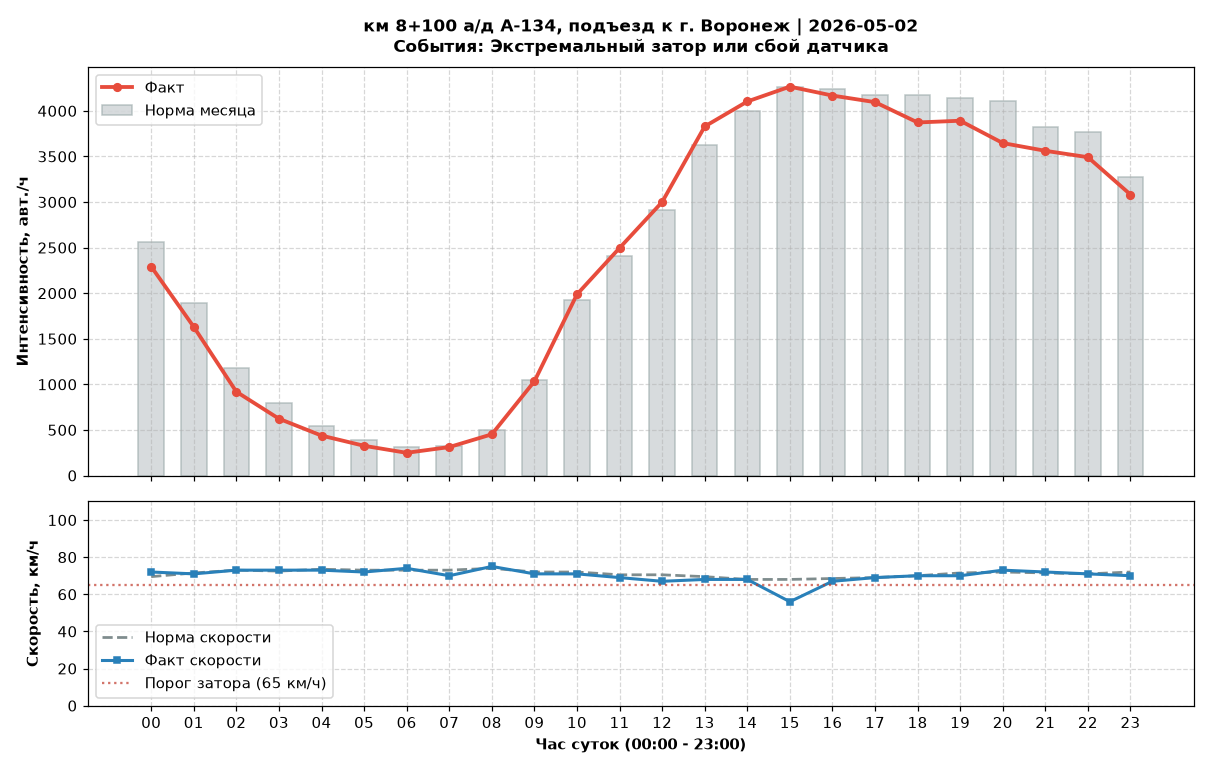 км 8+100 а/д А-134, подъезд к г. Воронеж | 2026-05-02
События: Экстремальный затор или сбой датчика
Интенсивность, авт./ч
4000
3500
3000
2500
2000
1500
1000
500
0
Факт
Норма месяца
Скорость, км/ч
100
80
60
40
20
0
Норма скорости
Факт скорости
Порог затора (65 км/ч)
00 01 02 03 04 05 06 07 08 09 10 11 12 13 14 15 16 17 18 19 20 21 22 23
Час суток (00:00 - 23:00)